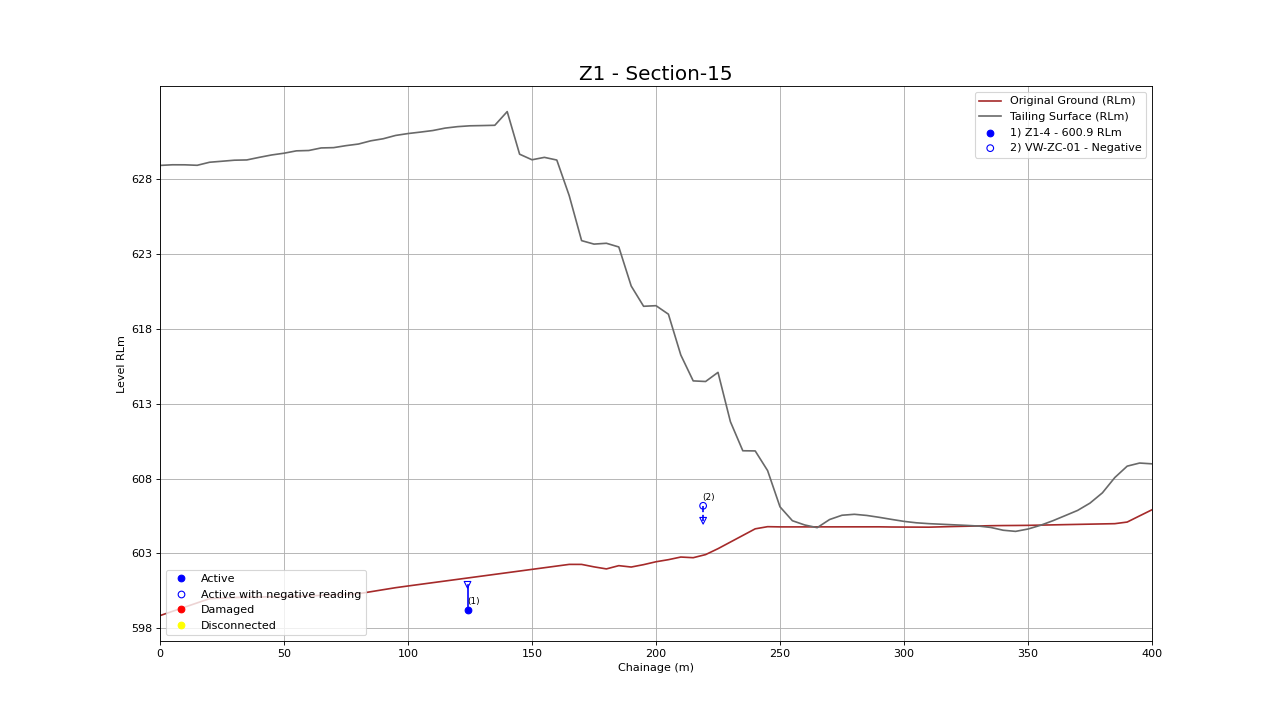 Z1 - Section-15
Original Ground (RLm)
Tailing Surface (RLm)
1) Z1-4 - 600.9 RLm
2) VW-ZC-01 - Negative
628
623
618
Level RLm
613
608
(2)
603
Active
(1)
Active with negative reading
Damaged
Disconnected
598
0 50 100 150 200 250 300 350 400
Chainage (m)